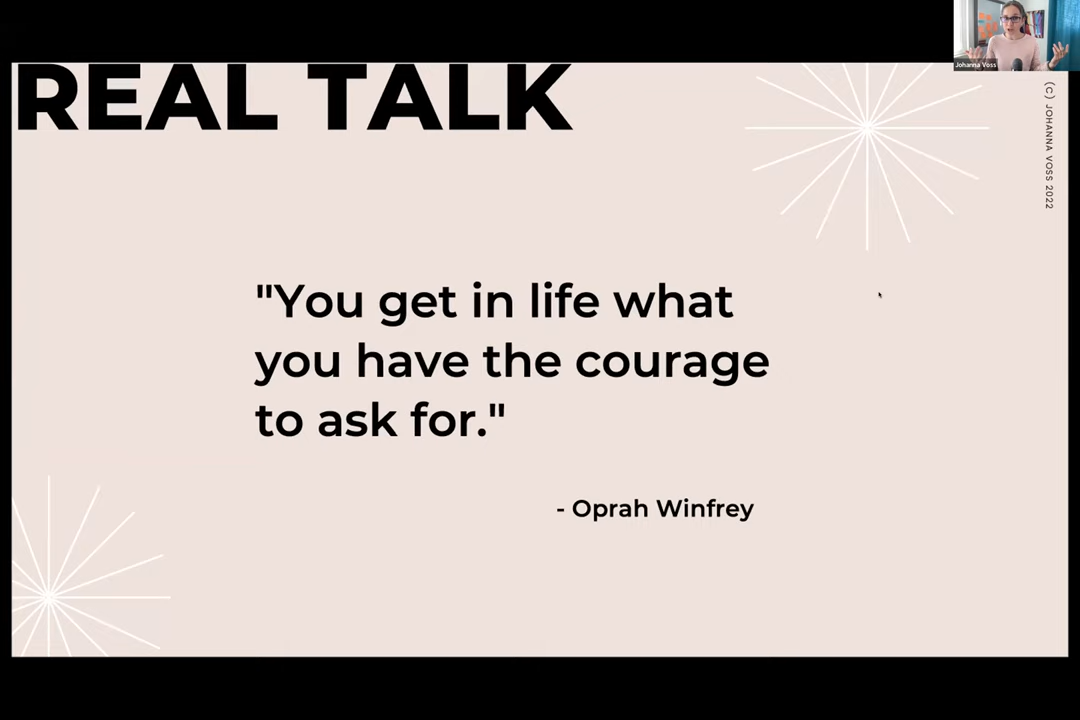 REAL TALK
Johanna Voss
(C) JOHANNA VOSS 2022
"You get in life what
you have the courage
to ask for."
- Oprah Winfrey